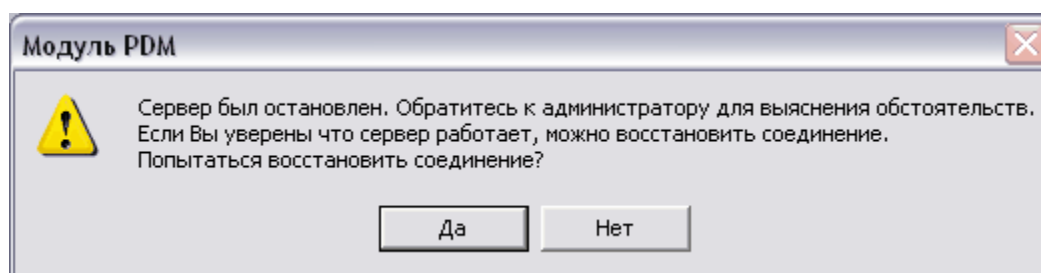 Модуль PDM
Сервер был остановлен. Обратитесь к администратору для выяснения обстоятельств.
Если Вы уверены что сервер работает, можно восстановить соединение.
Попытаться восстановить соединение?
Да Нет